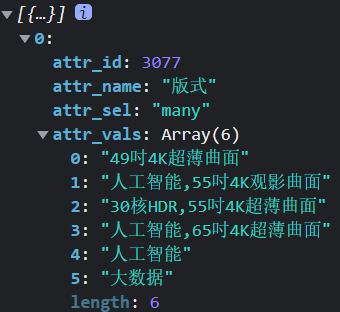 [{…}] i
0:
attr_id: 3077
attr_name: "版式"
attr_sel: "many"
attr_vals: Array(6)
0: "49吋4K超薄曲面"
1: "人工智能,55吋4K观影曲面"
2: "30核HDR,55吋4K超薄曲面"
3: "人工智能,65吋4K超薄曲面"
4: "人工智能"
5: "大数据"
length: 6